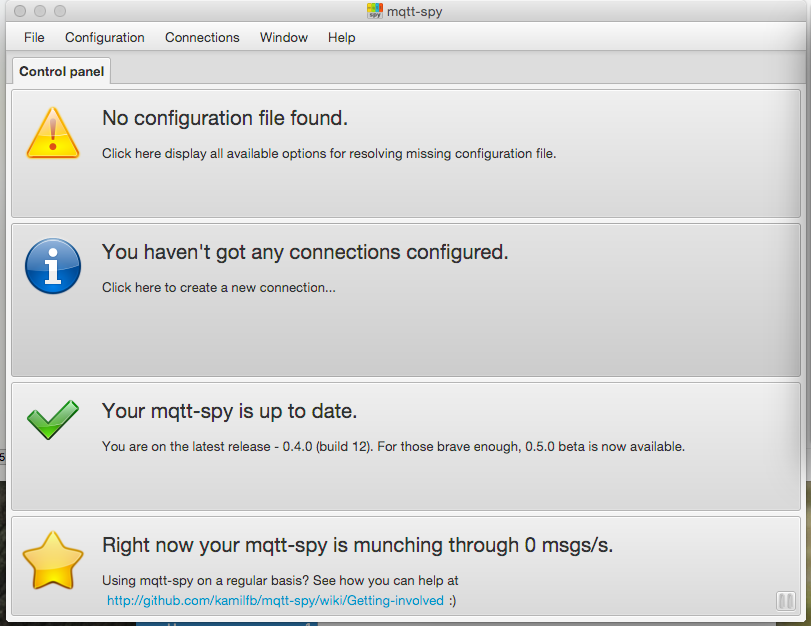 mqtt-spy
File Configuration Connections Window Help
Control panel
No configuration file found.
Click here display all available options for resolving missing configuration file.
You haven't got any connections configured.
Click here to create a new connection...
Your mqtt-spy is up to date.
You are on the latest release - 0.4.0 (build 12). For those brave enough, 0.5.0 beta is now available.
Right now your mqtt-spy is munching through 0 msgs/s.
Using mqtt-spy on a regular basis? See how you can help at
http://github.com/kamilfb/mqtt-spy/wiki/Getting-involved :)